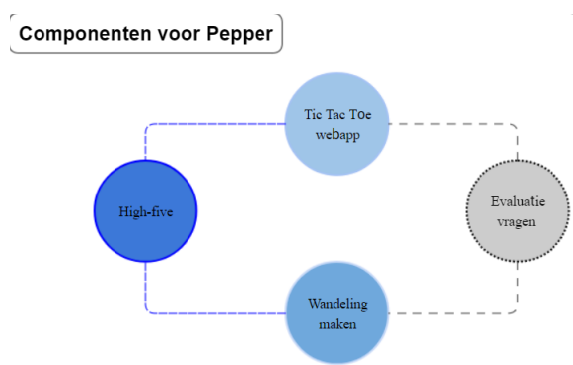 Componenten voor Pepper
Tic Tac Toe
webapp
High-five
Evaluatie
vragen
Wandeling
maken